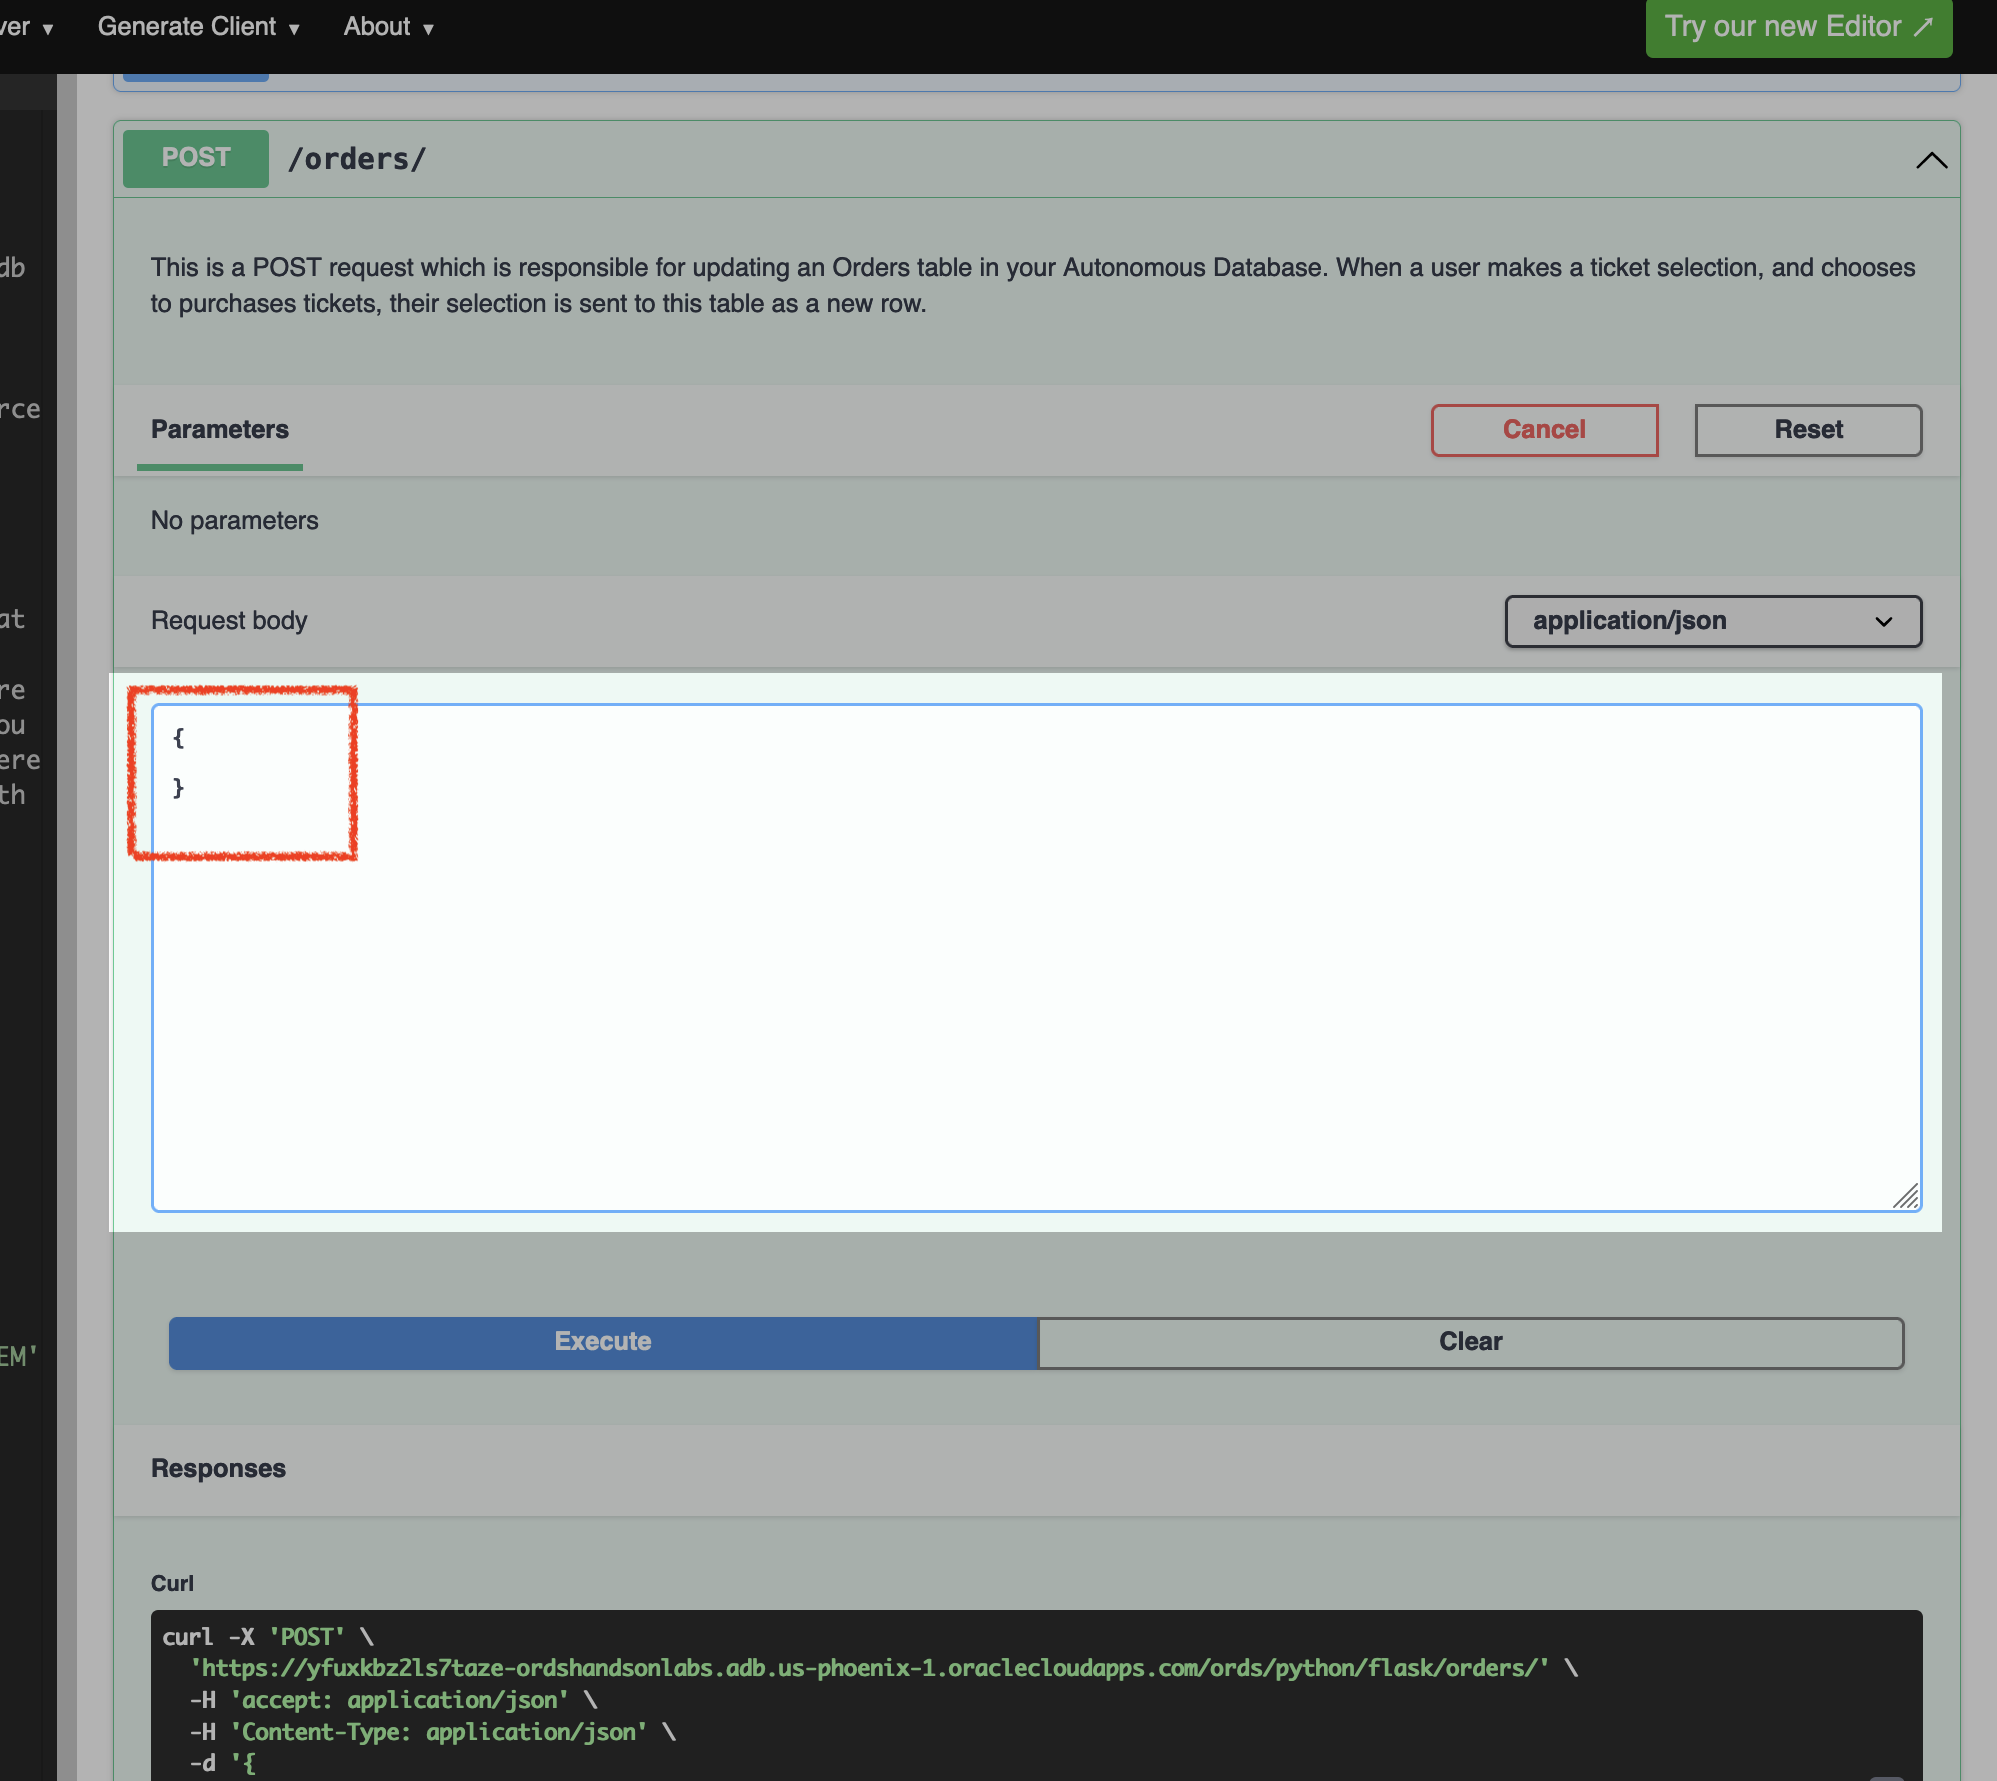 ver ▾ Generate Client ▾ About ▾ Try our new Editor ↗
POST /orders/
This is a POST request which is responsible for updating an Orders table in your Autonomous Database. When a user makes a ticket selection, and chooses
to purchases tickets, their selection is sent to this table as a new row.
db
rce
at
re
ou
ere
th
EM'
Parameters Cancel Reset
No parameters
Request body application/json
{
}
Execute Clear
Responses
Curl
curl -X 'POST' \
'https://yfuxkbz2ls7taze-ordshandsonlabs.adb.us-phoenix-1.oraclecloudapps.com/ords/python/flask/orders/' \
-H 'accept: application/json' \
-H 'Content-Type: application/json' \
-d '{